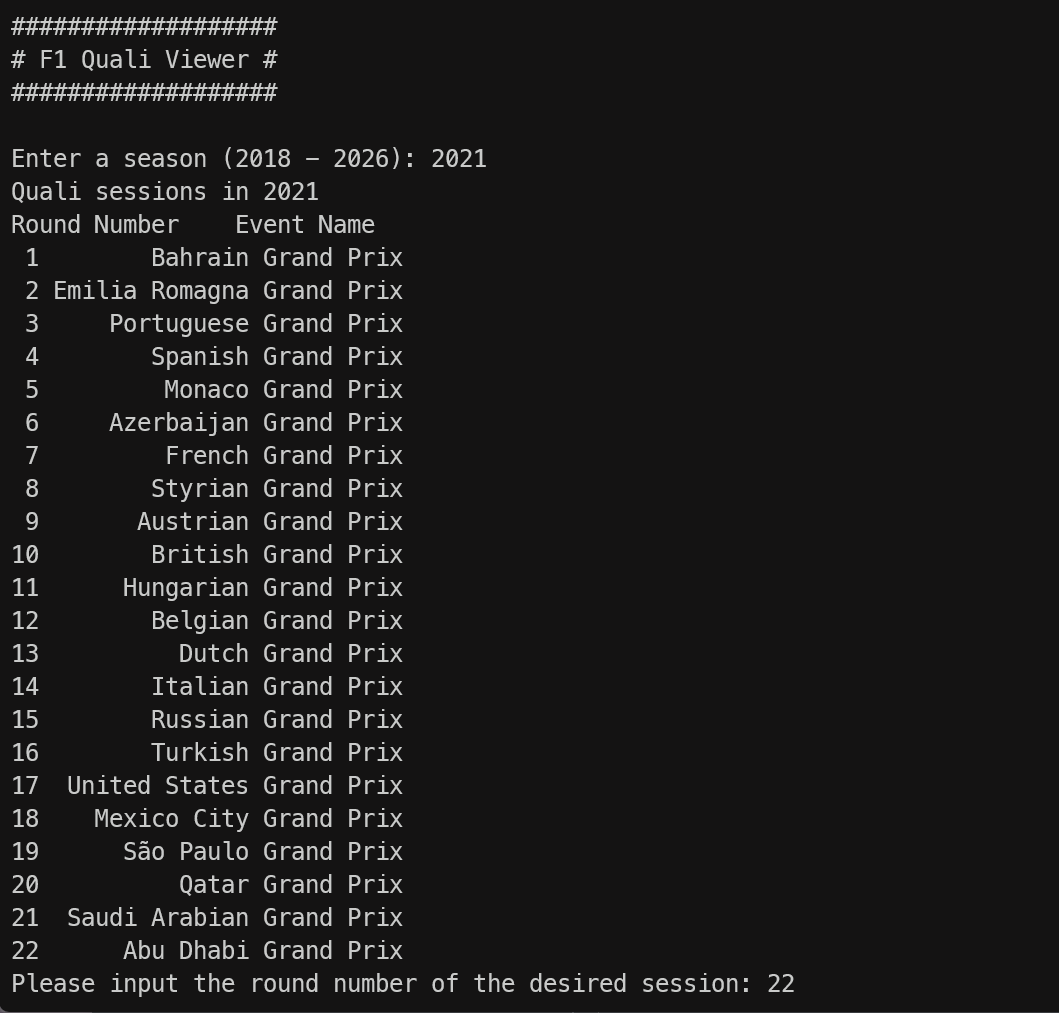 ###################
# F1 Quali Viewer #
###################
Enter a season (2018 – 2026): 2021
Quali sessions in 2021
Round Number    Event Name
 1        Bahrain Grand Prix
 2 Emilia Romagna Grand Prix
 3     Portuguese Grand Prix
 4        Spanish Grand Prix
 5         Monaco Grand Prix
 6     Azerbaijan Grand Prix
 7         French Grand Prix
 8        Styrian Grand Prix
 9       Austrian Grand Prix
10        British Grand Prix
11      Hungarian Grand Prix
12        Belgian Grand Prix
13          Dutch Grand Prix
14        Italian Grand Prix
15        Russian Grand Prix
16        Turkish Grand Prix
17  United States Grand Prix
18    Mexico City Grand Prix
19      São Paulo Grand Prix
20          Qatar Grand Prix
21  Saudi Arabian Grand Prix
22      Abu Dhabi Grand Prix
Please input the round number of the desired session: 22